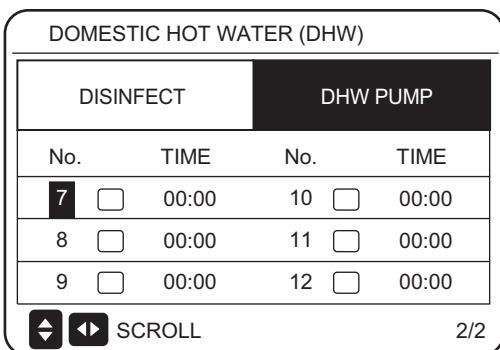 DOMESTIC HOT WATER (DHW)
DISINFECT DHW PUMP
No. TIME No. TIME
7 00:00 10 00:00
8 00:00 11 00:00
9 00:00 12 00:00
SCROLL 2/2